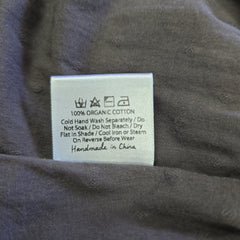 100% ORGANIC COTTON
Cold Hand Wash Separately / Do
Not Soak / Do Not Bleach / Dry
Flat in Shade / Cool Iron or Steam
On Reverse Before Wear
Handmade in China